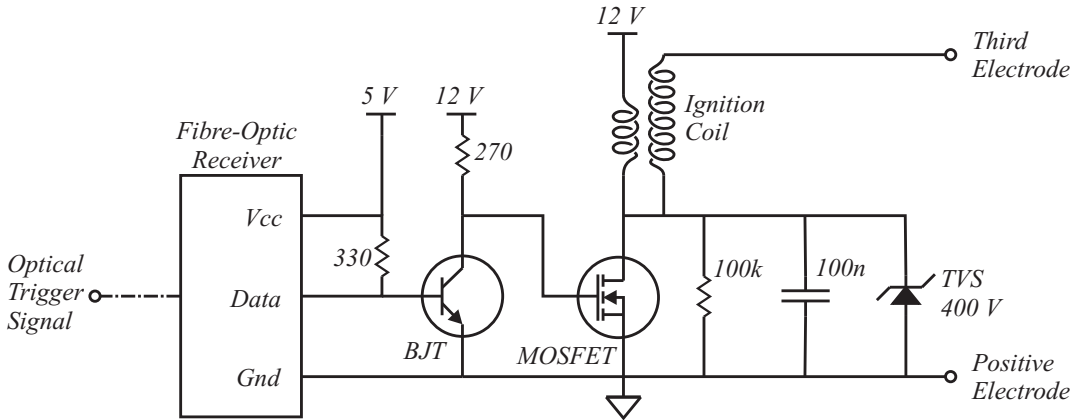 12 V
Third
Electrode
Ignition
Coil
5 V
12 V
Fibre-Optic
Receiver
270
Vcc
330
Optical
Trigger
Signal
Data
100k
100n
TVS
400 V
BJT
MOSFET
Gnd
Positive
Electrode